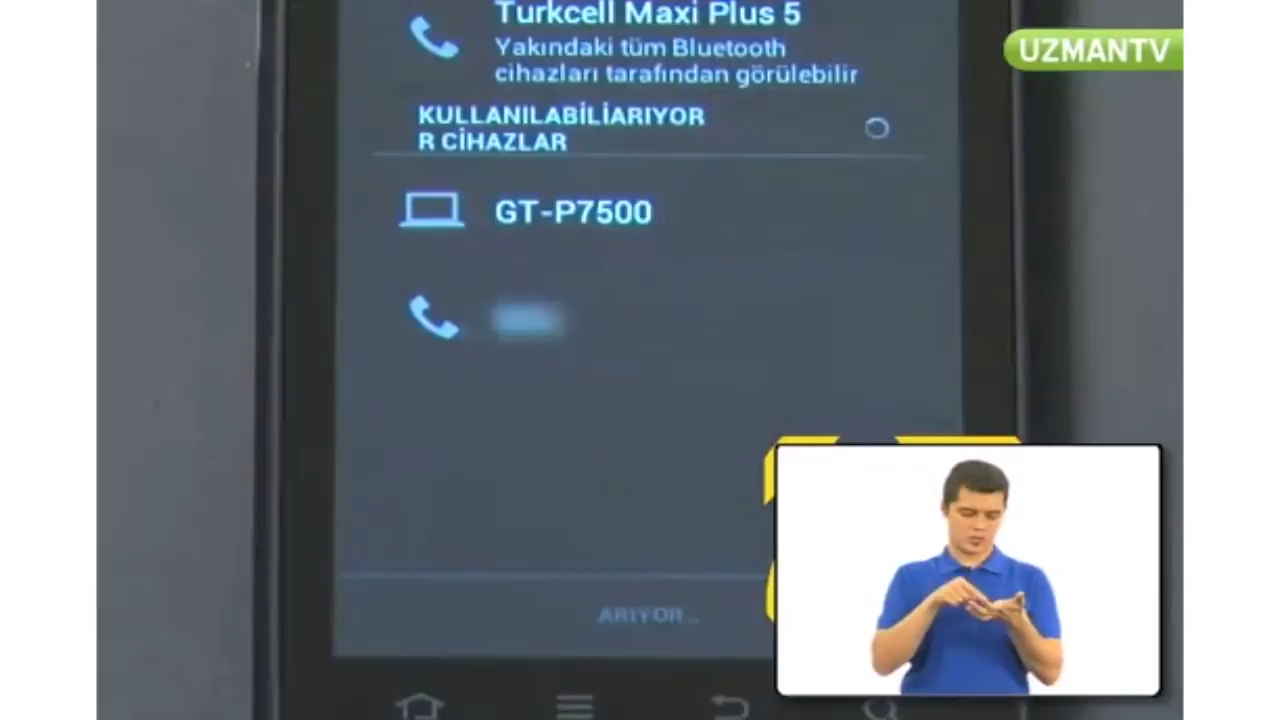 Turkcell Maxi Plus 5
UZMANTV
Yakındaki tüm Bluetooth
cihazları tarafından görülebilir
KULLANILABİLİARIYOR
R CİHAZLAR
GT-P7500
ARIYOR...